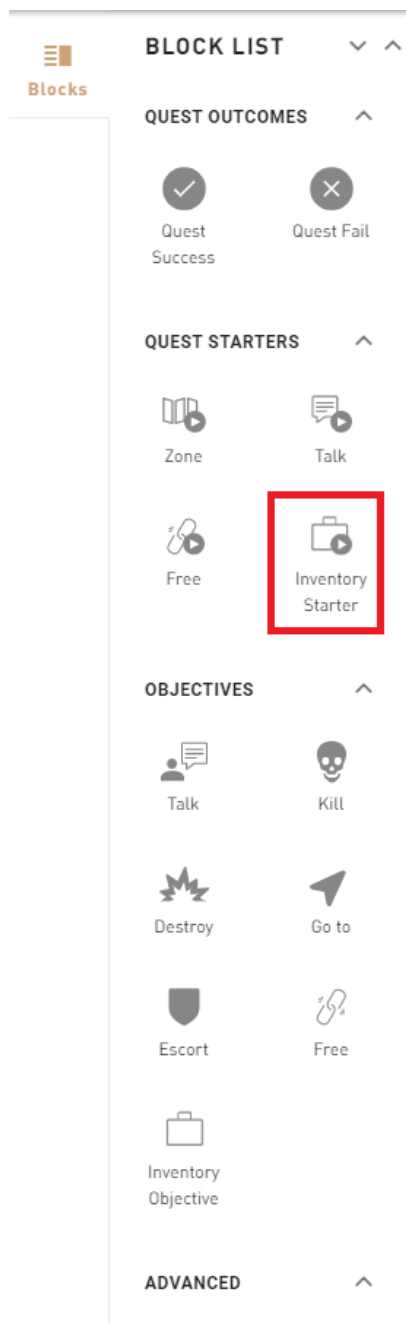 Blocks
BLOCK LIST
QUEST OUTCOMES
Quest
Success
Quest Fail
QUEST STARTERS
Zone
Talk
Free
Inventory
Starter
OBJECTIVES
Talk
Kill
Destroy
Go to
Escort
Free
Inventory
Objective
ADVANCED